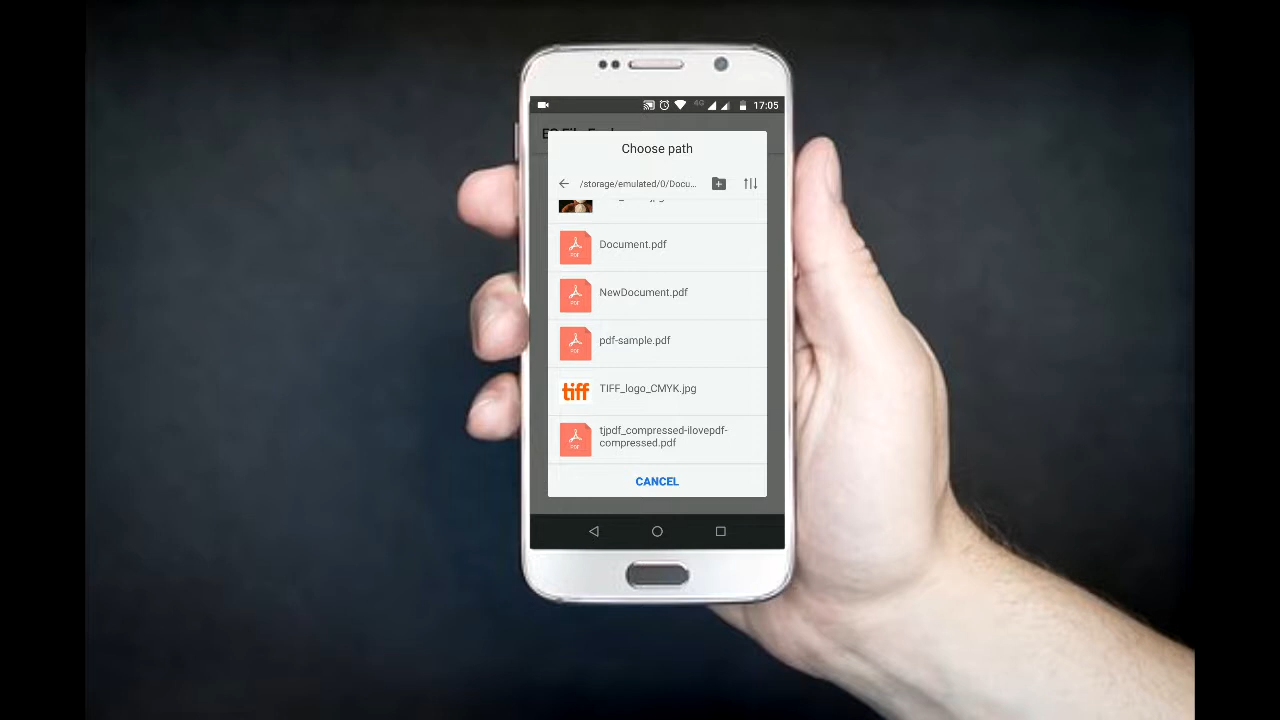 17:05
Choose path
/storage/emulated/0/Docu...
Document.pdf
NewDocument.pdf
pdf-sample.pdf
tiff
TIFF_logo_CMYK.jpg
tjpdf_compressed-ilovepdf-
compressed.pdf
CANCEL